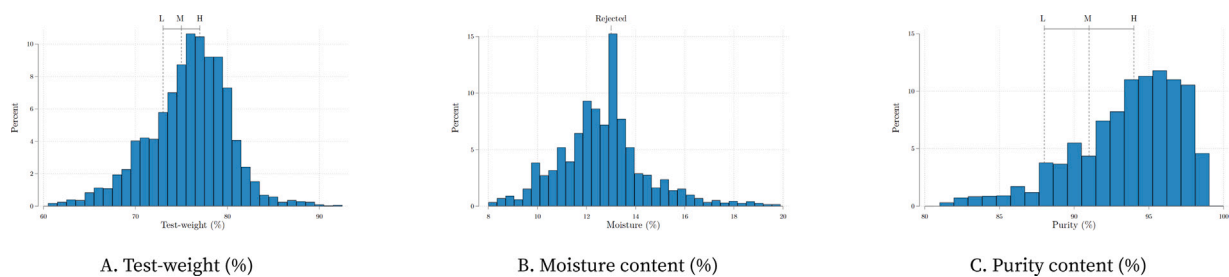 L M H
10
8
6
4
2
0
Percent
60 70 80 90
Test-weight (%)
A. Test-weight (%)
Rejected
15
10
5
0
Percent
8 10 12 14 16 18 20
Moisture (%)
B. Moisture content (%)
L M H
15
10
5
0
Percent
80 85 90 95 100
Purity (%)
C. Purity content (%)